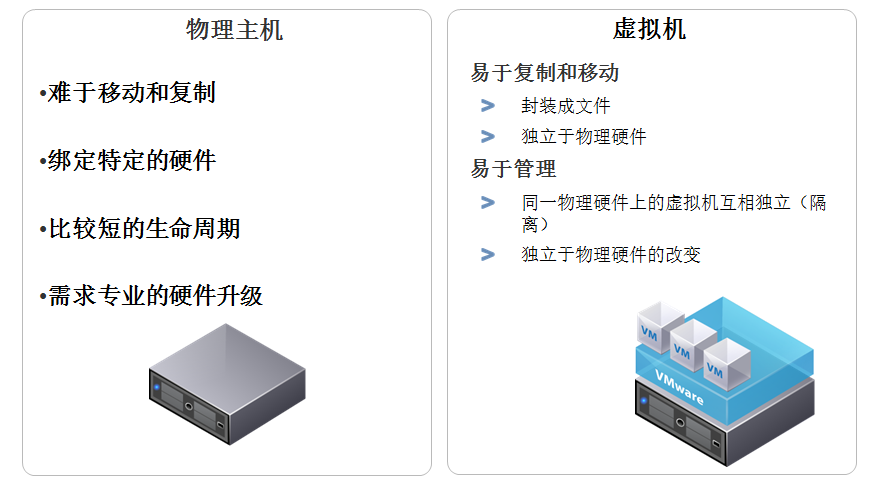 物理主机
•难于移动和复制
•绑定特定的硬件
•比较短的生命周期
•需求专业的硬件升级
虚拟机
易于复制和移动
封装成文件
独立于物理硬件
易于管理
同一物理硬件上的虚拟机互相独立（隔
离）
独立于物理硬件的改变
VM
VM
VM
VMware